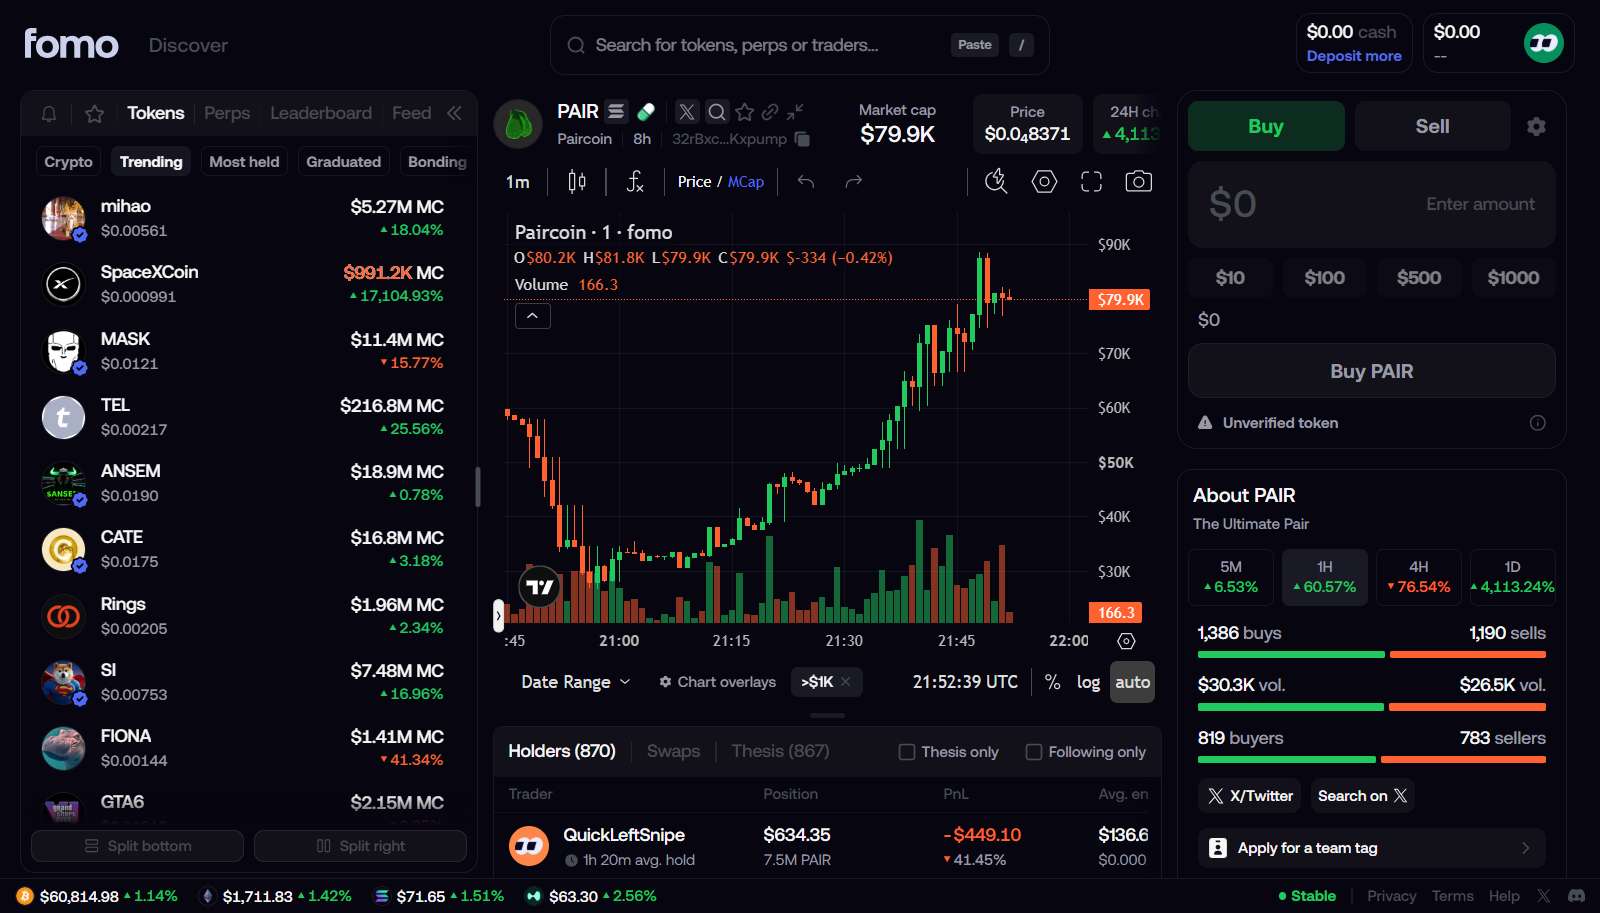 fomo
Discover
Search for tokens, perps or traders...
Paste
/
$0.00 cash
Deposit more
$0.00
--
Tokens
Perps
Leaderboard
Feed
Crypto
Trending
Most held
Graduated
Bonding
mihao
$0.00561
$5.27M MC
18.04%
SpaceXCoin
$0.000991
$991.2K MC
17,104.93%
MASK
$0.0121
$11.4M MC
15.77%
TEL
$0.00217
$216.8M MC
25.56%
ANSEM
$0.0190
$18.9M MC
0.78%
CATE
$0.0175
$16.8M MC
3.18%
Rings
$0.00205
$1.96M MC
2.34%
SI
$0.00753
$7.48M MC
16.96%
FIONA
$0.00144
$1.41M MC
41.34%
GTA6
$2.15M MC
Split bottom
Split right
PAIR
Paircoin
8h
32rBxc...Kxpump
Market cap
$79.9K
Price
$0.0₄8371
24H ch
4,113
1m
Price / MCap
Paircoin · 1 · fomo
O$80.2K H$81.8K L$79.9K C$79.9K $-334 (−0.42%)
Volume 166.3
$90K
$79.9K
$70K
$60K
$50K
$40K
$30K
166.3
:45
21:00
21:15
21:30
21:45
22:00
Date Range
Chart overlays
>$1K
21:52:39 UTC
%
log
auto
Holders (870)
Swaps
Thesis (867)
Thesis only
Following only
Trader
Position
PnL
Avg. en
QuickLeftSnipe
1h 20m avg. hold
$634.35
7.5M PAIR
-$449.10
41.45%
$136.6
$0.000
Buy
Sell
$0
Enter amount
$10
$100
$500
$1000
$0
Buy PAIR
Unverified token
About PAIR
The Ultimate Pair
5M
6.53%
1H
60.57%
4H
76.54%
1D
4,113.24%
1,386 buys
1,190 sells
$30.3K vol.
$26.5K vol.
819 buyers
783 sellers
X/Twitter
Search on X
Apply for a team tag
$60,814.98 1.14%
$1,711.83 1.42%
$71.65 1.51%
$63.30 2.56%
Stable
Privacy
Terms
Help